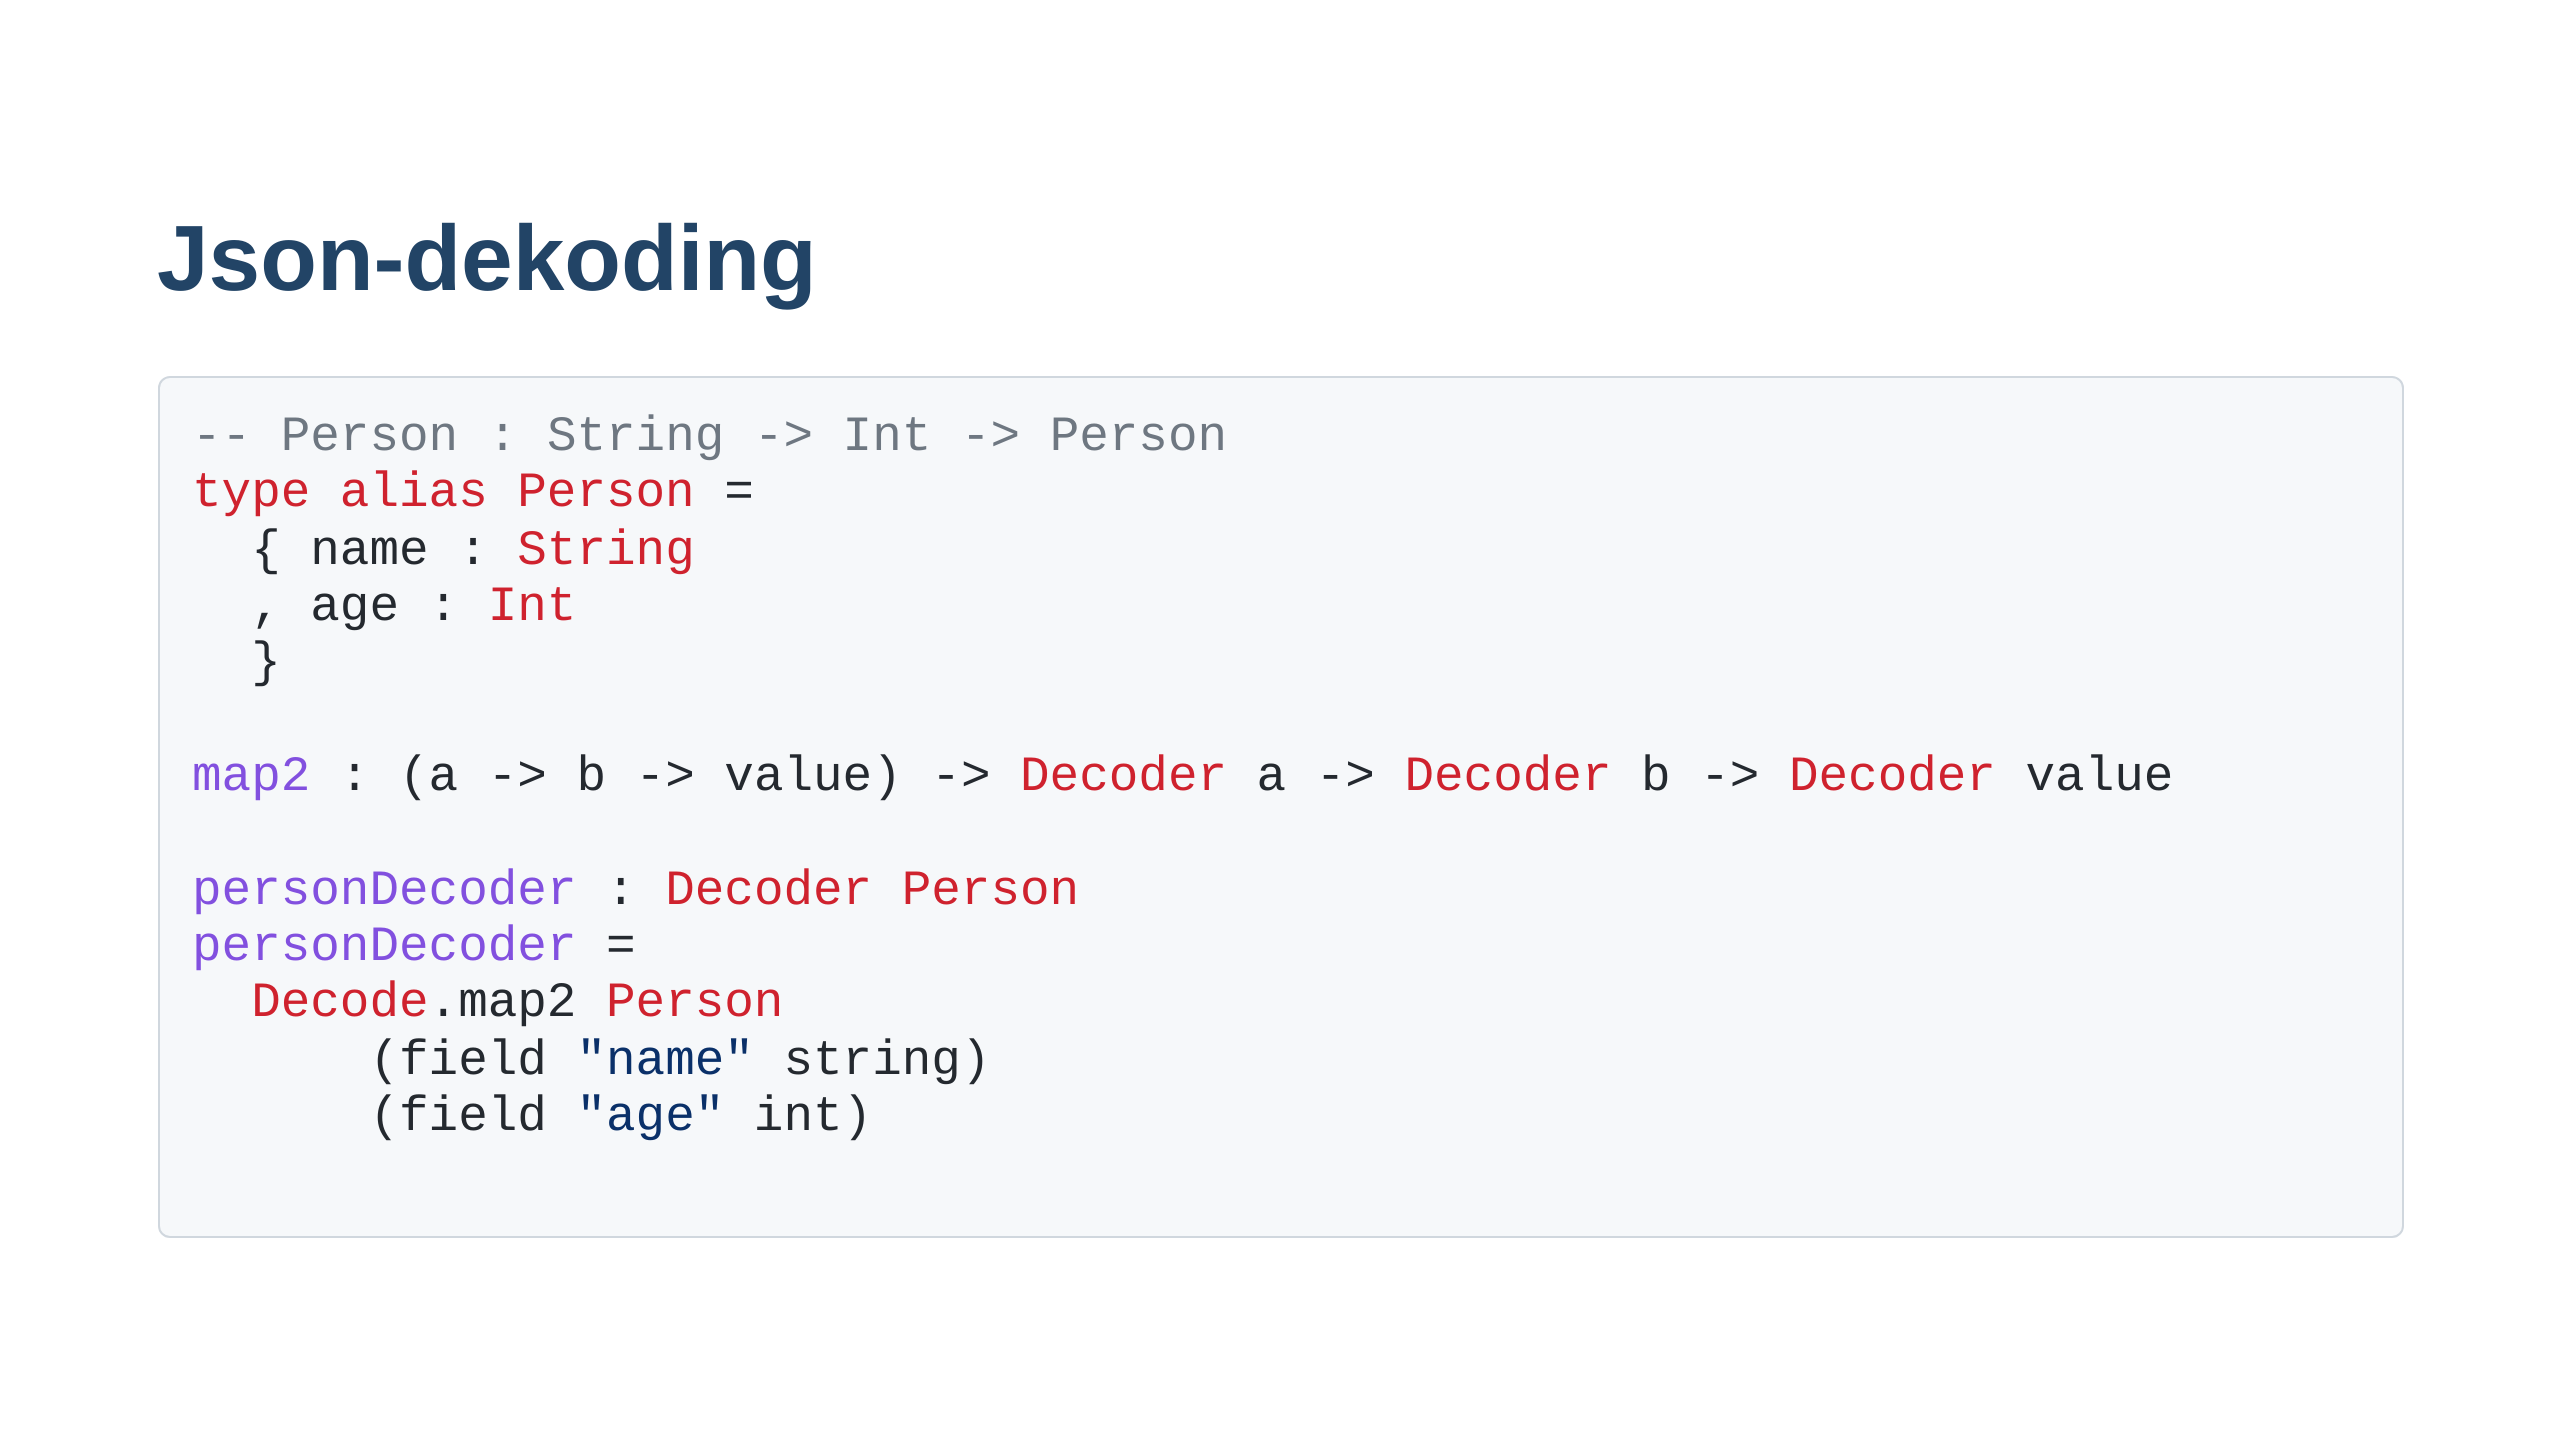 Json-dekoding
-- Person : String -> Int -> Person
type alias Person =
  { name : String
  , age : Int
  }

map2 : (a -> b -> value) -> Decoder a -> Decoder b -> Decoder value

personDecoder : Decoder Person
personDecoder =
  Decode.map2 Person
      (field "name" string)
      (field "age" int)